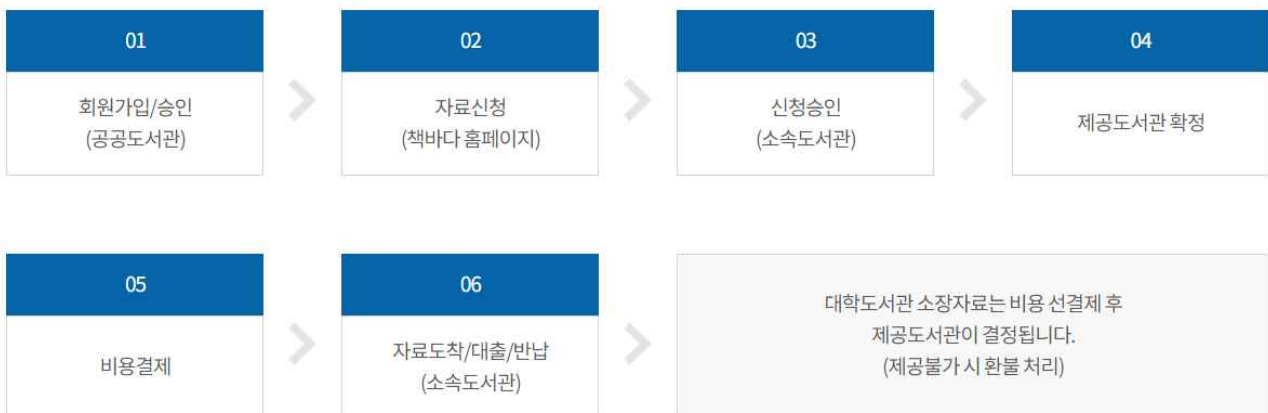 01
회원가입/승인
(공공도서관)
02
자료신청
(책바다 홈페이지)
03
신청승인
(소속도서관)
04
제공도서관 확정
05
비용결제
06
자료도착/대출/반납
(소속도서관)
대학도서관 소장자료는 비용 선결제 후
제공도서관이 결정됩니다.
(제공불가 시 환불 처리)